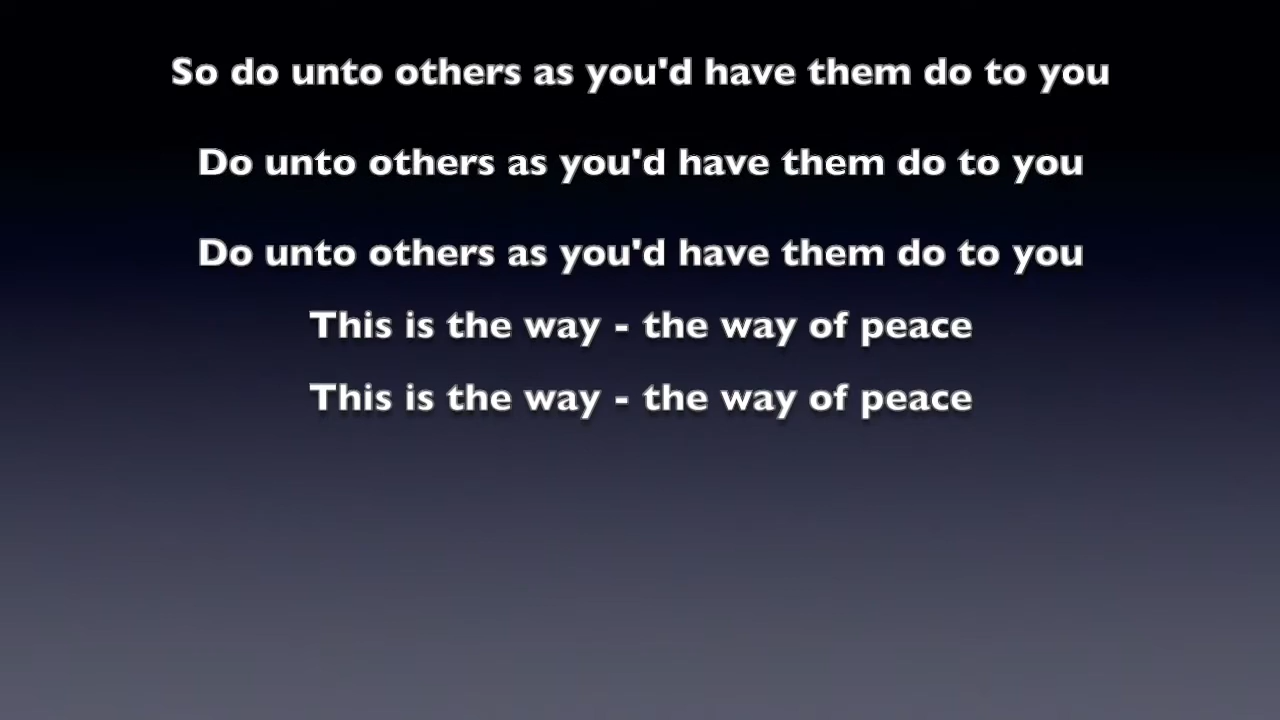 So do unto others as you'd have them do to you
Do unto others as you'd have them do to you
Do unto others as you'd have them do to you
This is the way - the way of peace
This is the way - the way of peace